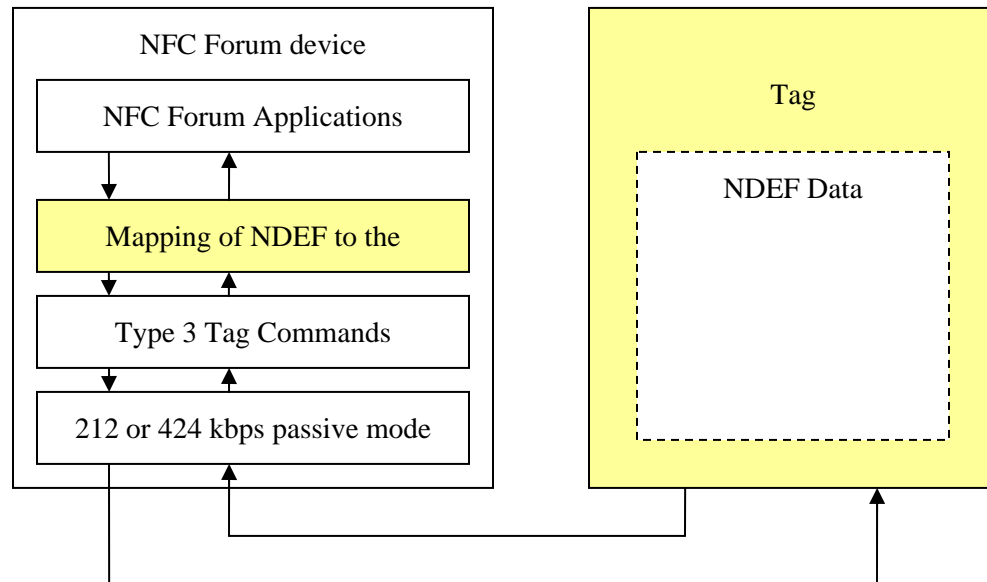 NFC Forum device
NFC Forum Applications
Mapping of NDEF to the
Type 3 Tag Commands
212 or 424 kbps passive mode
Tag
NDEF Data